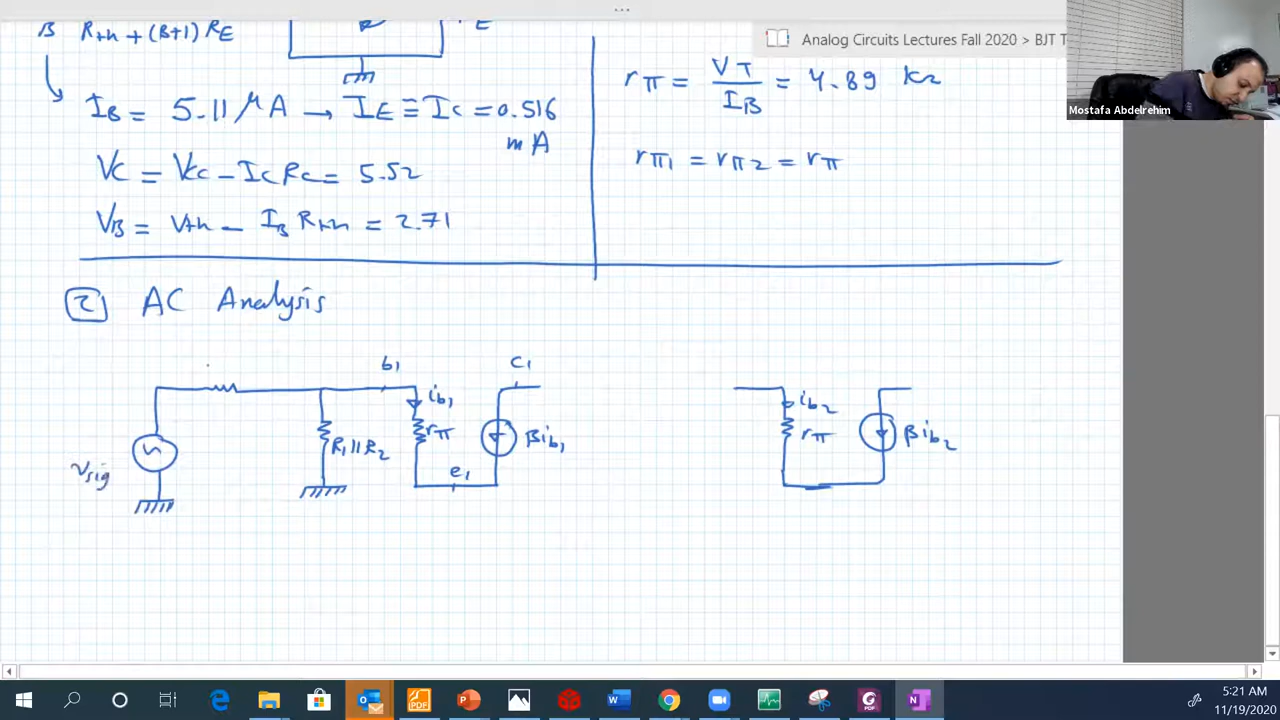 Analog Circuits Lectures Fall 2020 > BJT T
Mostafa Abdelrehim
B Rth + (B+1) RE
E
IB = 5.11 μA → IE ≡ Ic = 0.516
mA
Vc = Vcc - Ic Rc = 5.52
VB = Vth - IB Rth = 2.71
rπ = VT / IB = 4.89 K
rπ1 = rπ2 = rπ
2 AC Analysis
b1
c1
ib1
rπ
βib1
e1
R1 || R2
vsig
ib2
rπ
βib2
5:21 AM
11/19/2020